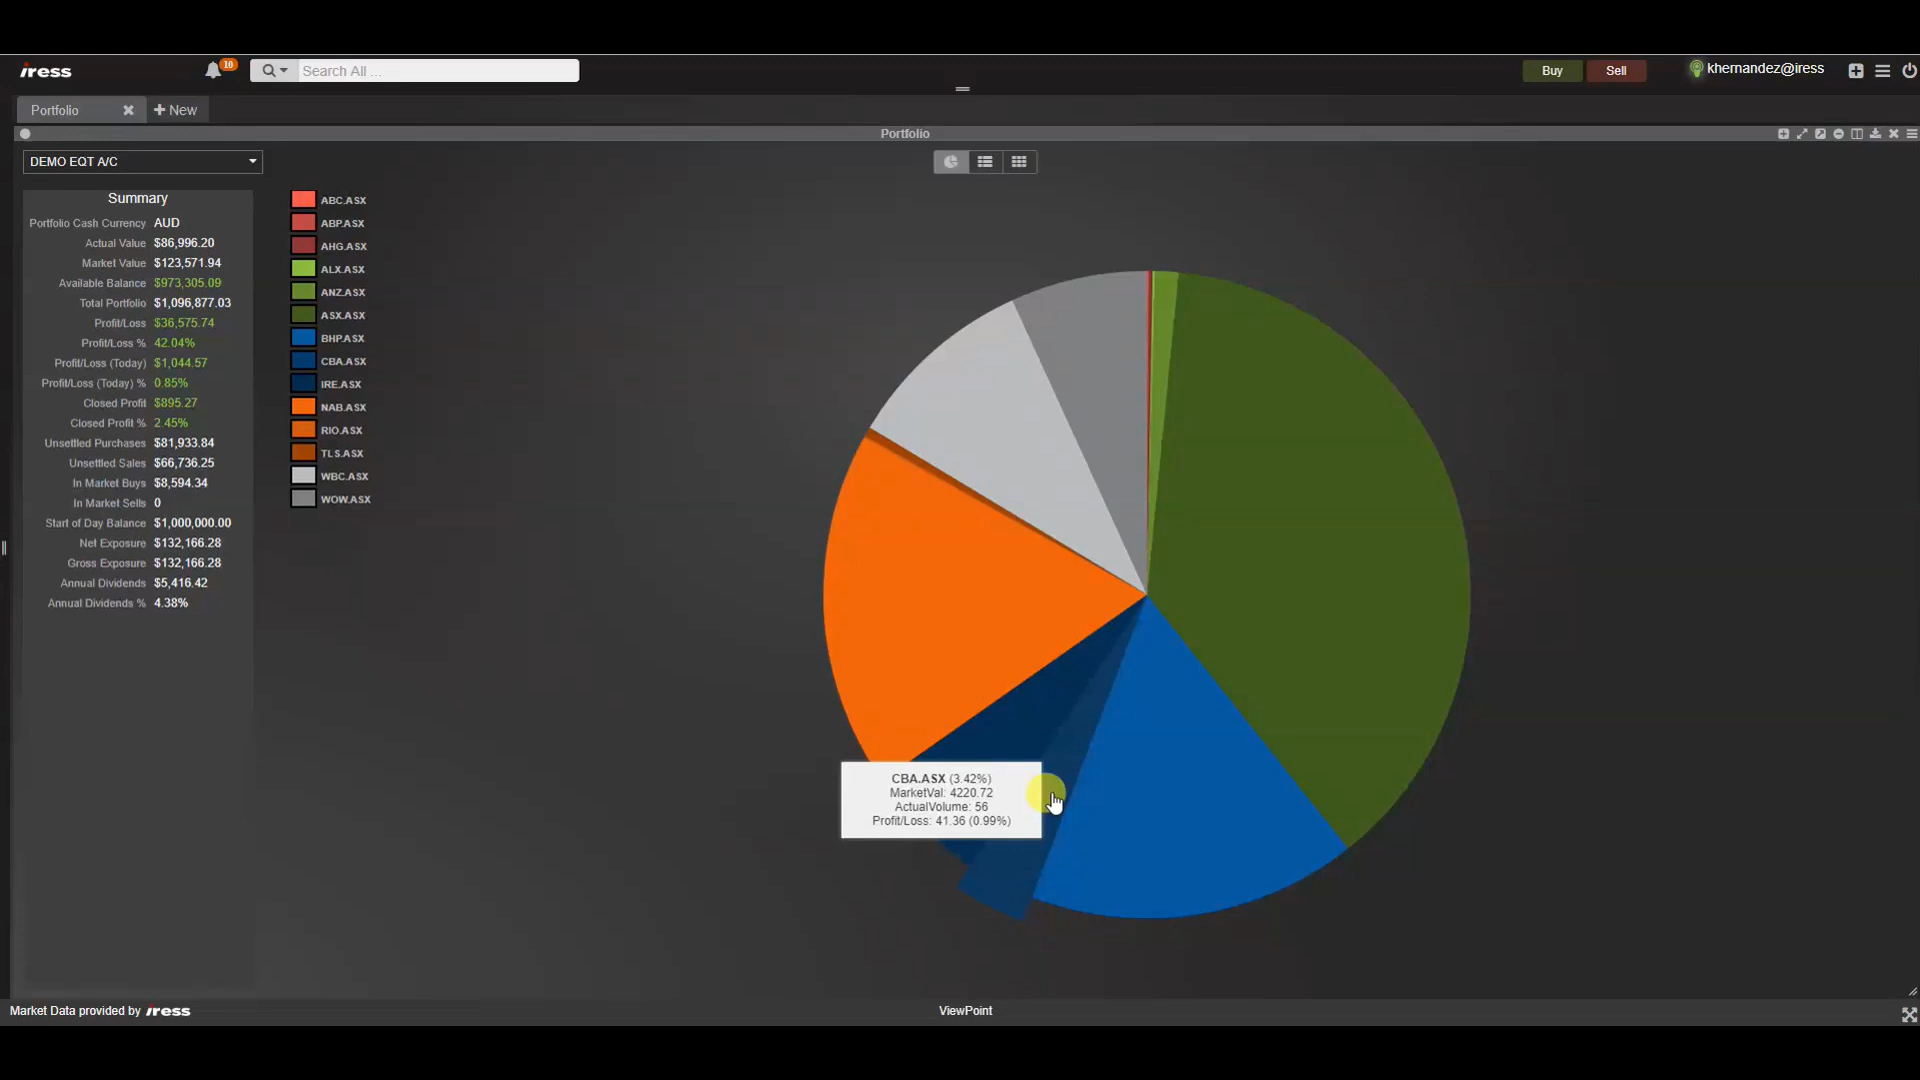 iress
10
Search All ...
Buy
Sell
khernandez@iress
Portfolio
New
Portfolio
DEMO EQT A/C
Summary
Portfolio Cash Currency AUD
Actual Value $86,996.20
Market Value $123,571.94
Available Balance $973,305.09
Total Portfolio $1,096,877.03
Profit/Loss $36,575.74
Profit/Loss % 42.04%
Profit/Loss (Today) $1,044.57
Profit/Loss (Today) % 0.85%
Closed Profit $895.27
Closed Profit % 2.45%
Unsettled Purchases $81,933.84
Unsettled Sales $66,736.25
In Market Buys $8,594.34
In Market Sells 0
Start of Day Balance $1,000,000.00
Net Exposure $132,166.28
Gross Exposure $132,166.28
Annual Dividends $5,416.42
Annual Dividends % 4.38%
ABC.ASX
ABP.ASX
AHG.ASX
ALX.ASX
ANZ.ASX
ASX.ASX
BHP.ASX
CBA.ASX
IRE.ASX
NAB.ASX
RIO.ASX
TLS.ASX
WBC.ASX
WOW.ASX
CBA.ASX (3.42%)
MarketVal: 4220.72
ActualVolume: 56
Profit/Loss: 41.36 (0.99%)
Market Data provided by iress
ViewPoint